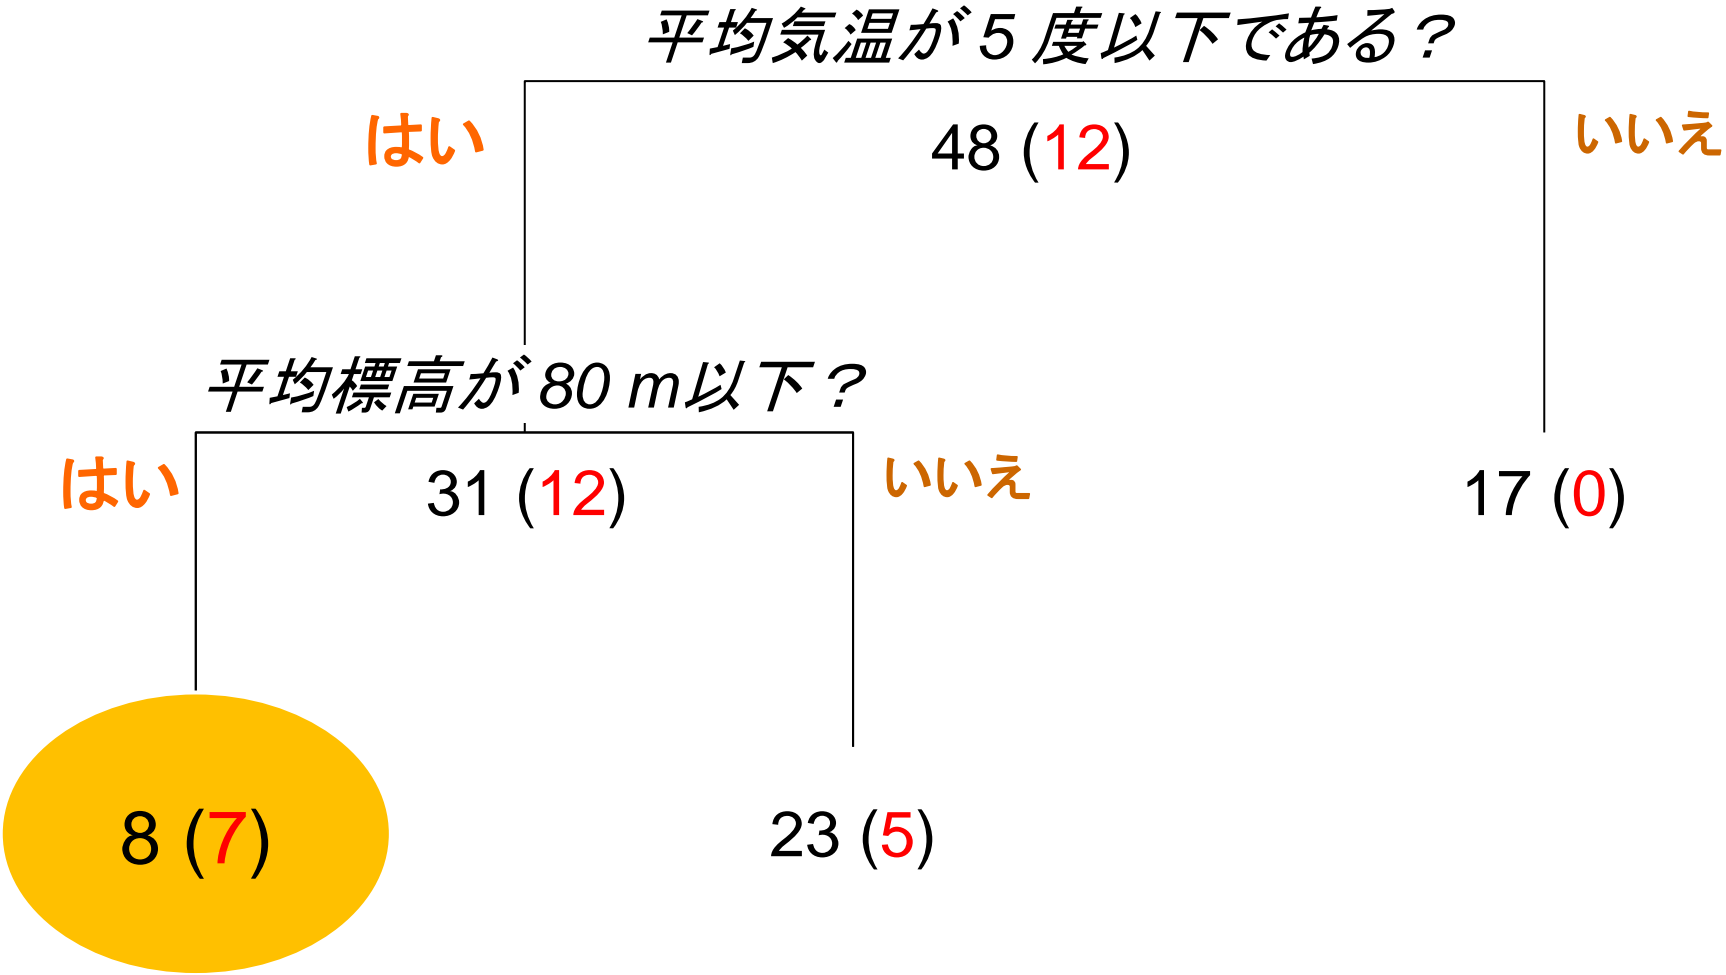 平均気温が 5 度以下である？
はい
48 (12)
いいえ
平均標高が 80 m以下？
はい
31 (12)
いいえ
17 (0)
8 (7)
23 (5)